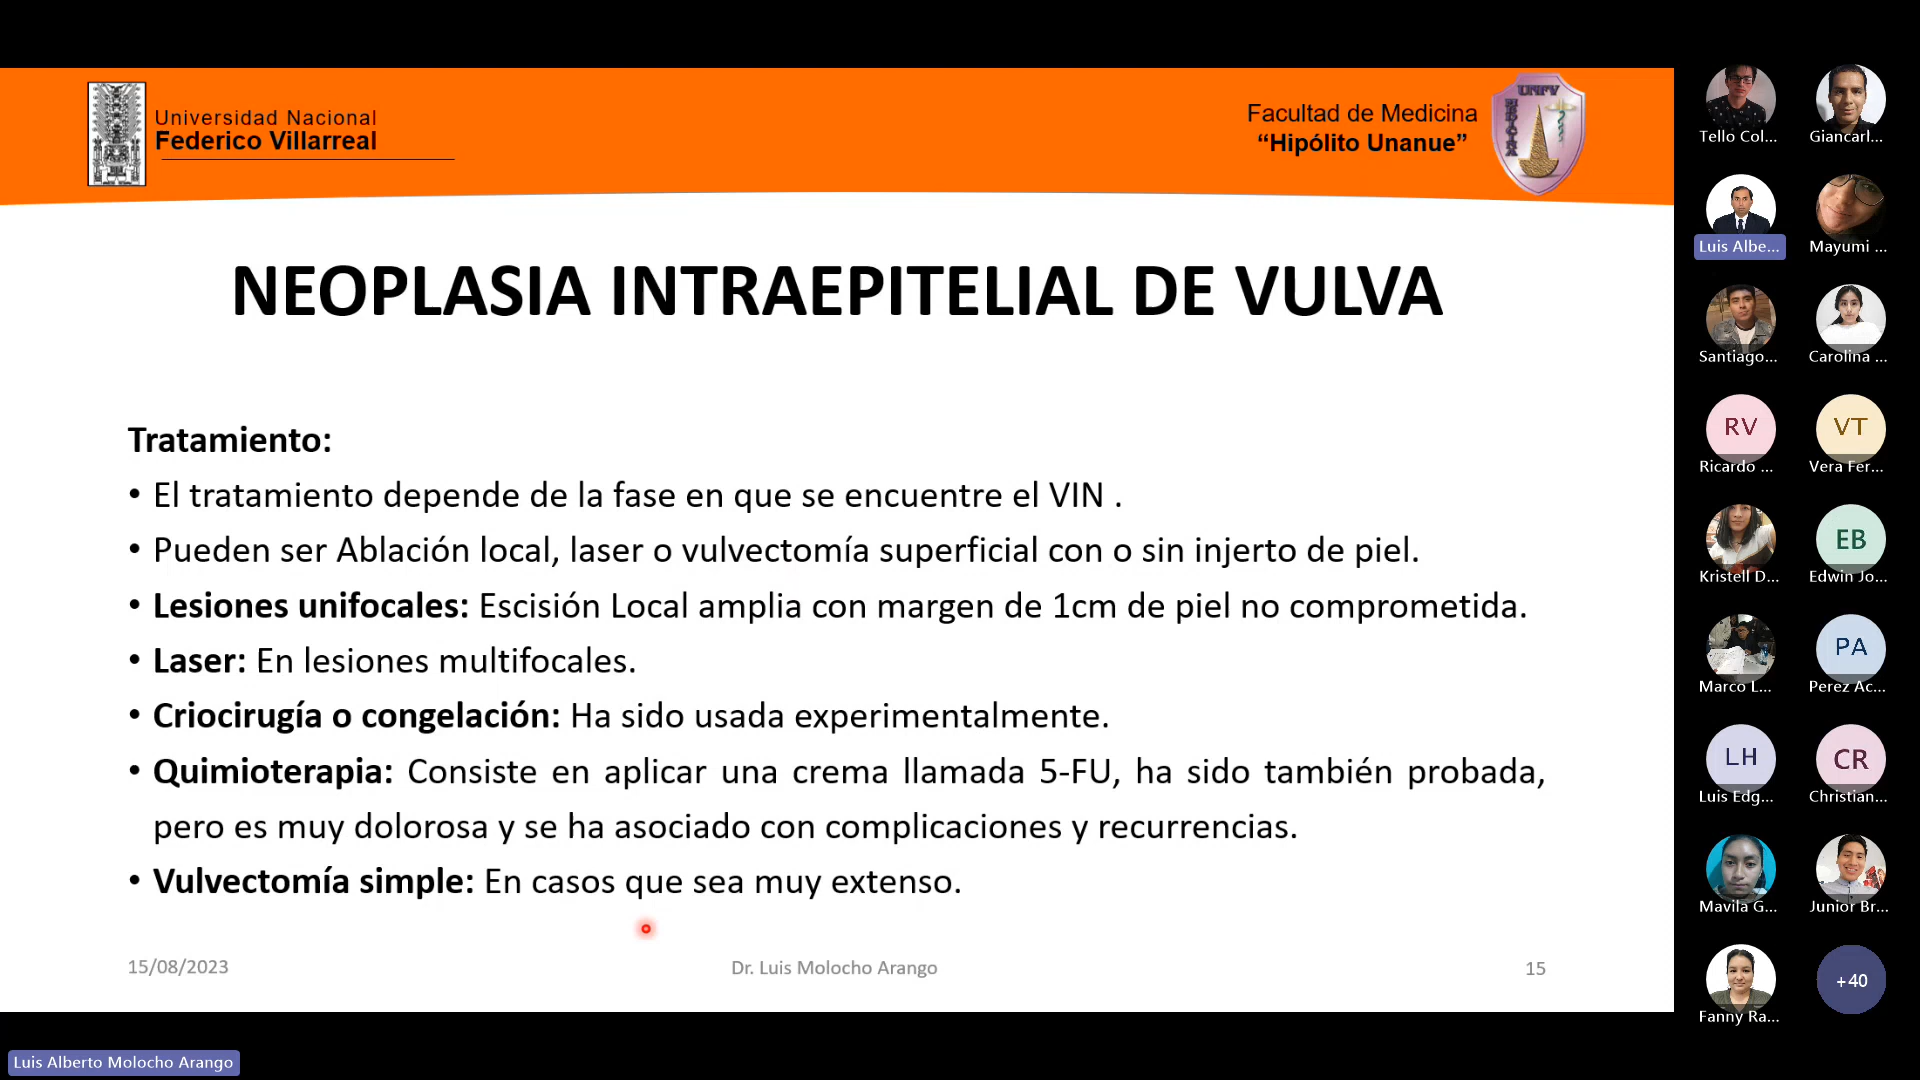 Universidad Nacional
Federico Villarreal
Facultad de Medicina
“Hipólito Unanue”
UNFV
NEOPLASIA INTRAEPITELIAL DE VULVA
Tratamiento:
• El tratamiento depende de la fase en que se encuentre el VIN .
• Pueden ser Ablación local, laser o vulvectomía superficial con o sin injerto de piel.
• Lesiones unifocales: Escisión Local amplia con margen de 1cm de piel no comprometida.
• Laser: En lesiones multifocales.
• Criocirugía o congelación: Ha sido usada experimentalmente.
• Quimioterapia: Consiste en aplicar una crema llamada 5-FU, ha sido también probada,
pero es muy dolorosa y se ha asociado con complicaciones y recurrencias.
• Vulvectomía simple: En casos que sea muy extenso.
15/08/2023
Dr. Luis Molocho Arango
15
Tello Col...
Giancarl...
Luis Albe...
Mayumi ...
Santiago...
Carolina ...
RV
Ricardo ...
VT
Vera Fer...
Kristell D...
EB
Edwin Jo...
Marco L...
PA
Perez Ac...
LH
Luis Edg...
CR
Christian...
Mavila G...
Junior Br...
Fanny Ra...
+40
Luis Alberto Molocho Arango